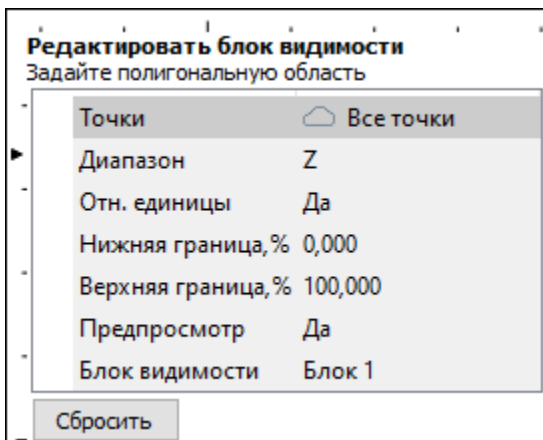 Редактировать блок видимости
Задайте полигональную область
Точки Все точки
Диапазон Z
Отн. единицы Да
Нижняя граница,% 0,000
Верхняя граница,% 100,000
Предпросмотр Да
Блок видимости Блок 1
Сбросить